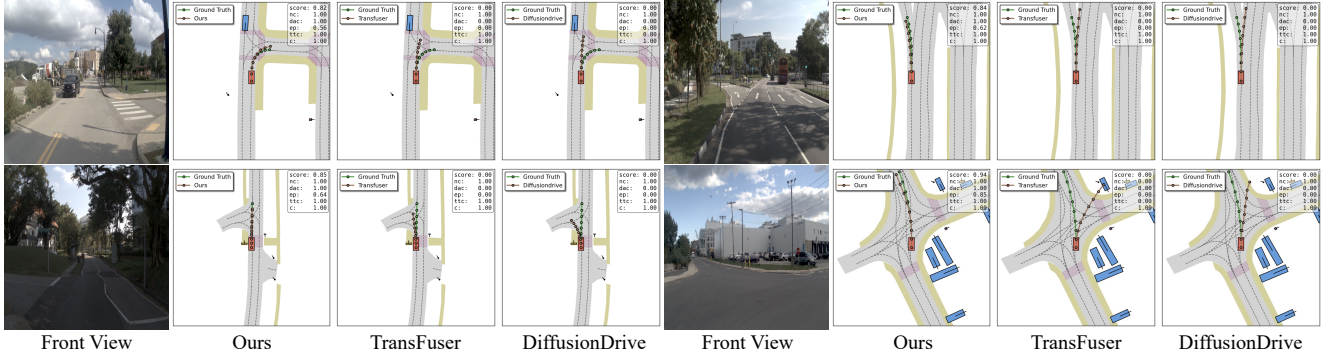 Ground Truth
Ours
score: 0.82
nc: 1.00
dac: 1.00
ep: 0.56
ttc: 1.00
c: 1.00
Ground Truth
Transfuser
score: 0.00
nc: 1.00
dac: 0.00
ep: 0.00
ttc: 1.00
c: 1.00
Ground Truth
Diffusiondrive
score: 0.00
nc: 1.00
dac: 0.00
ep: 0.00
ttc: 1.00
c: 1.00
Ground Truth
Ours
score: 0.84
nc: 1.00
dac: 1.00
ep: 0.62
ttc: 1.00
c: 1.00
Ground Truth
Transfuser
score: 0.00
nc: 1.00
dac: 0.00
ep: 0.00
ttc: 1.00
c: 1.00
Ground Truth
Diffusiondrive
score: 0.00
nc: 1.00
dac: 0.00
ep: 0.00
ttc: 1.00
c: 1.00
Ground Truth
Ours
score: 0.85
nc: 1.00
dac: 1.00
ep: 0.64
ttc: 1.00
c: 1.00
Ground Truth
Transfuser
score: 0.00
nc: 1.00
dac: 0.00
ep: 0.00
ttc: 1.00
c: 1.00
Ground Truth
Diffusiondrive
score: 0.00
nc: 1.00
dac: 0.00
ep: 0.00
ttc: 1.00
c: 1.00
Ground Truth
Ours
score: 0.94
nc: 1.00
dac: 1.00
ep: 0.85
ttc: 1.00
c: 1.00
Ground Truth
Transfuser
score: 0.00
nc: 1.00
dac: 0.00
ep: 0.00
ttc: 1.00
c: 1.00
Ground Truth
Diffusiondrive
score: 0.00
nc: 1.00
dac: 0.00
ep: 0.00
ttc: 1.00
c: 1.00
Front View
Ours
TransFuser
DiffusionDrive
Front View
Ours
TransFuser
DiffusionDrive